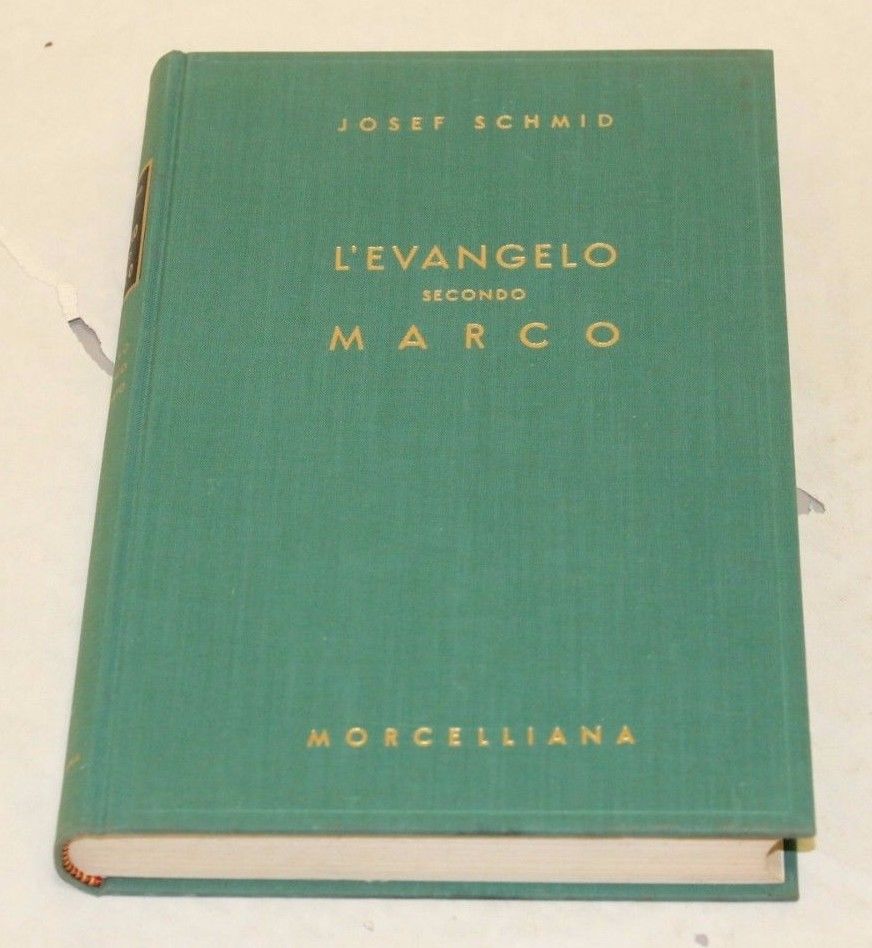 JOSEF SCHMID
L'EVANGELO
SECONDO
MARCO
MORCELLIANA